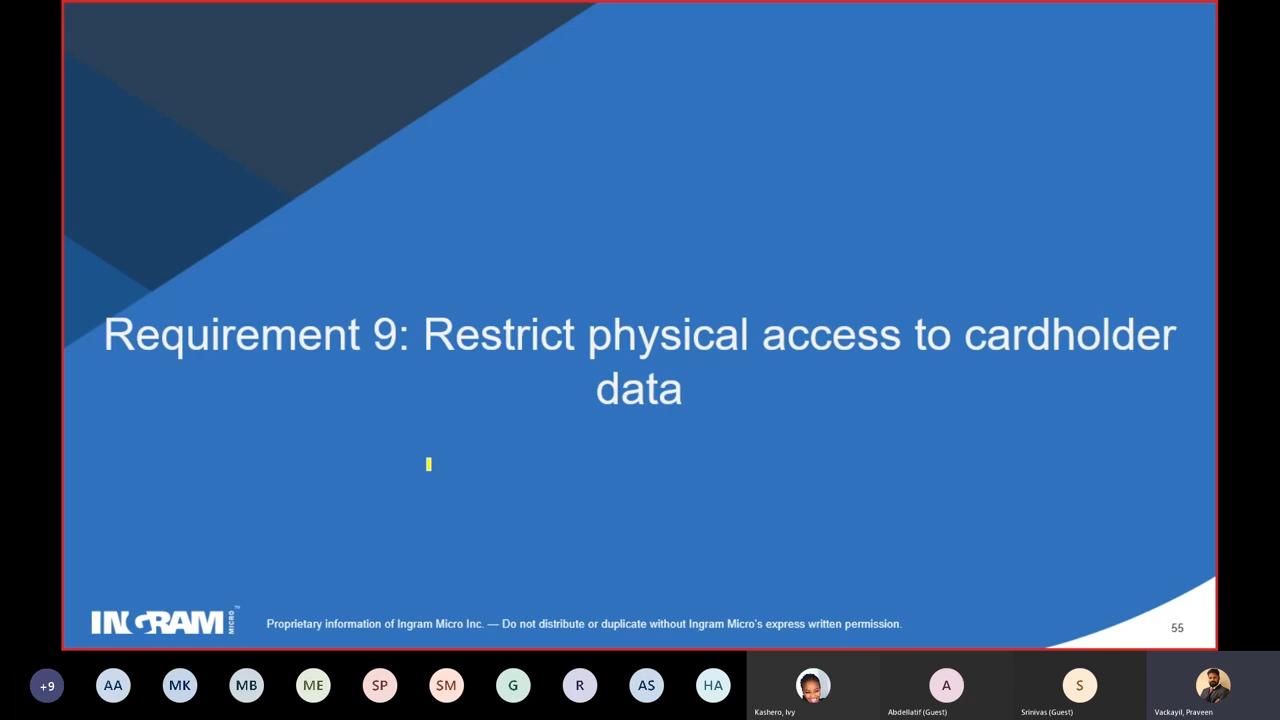 Requirement 9: Restrict physical access to cardholder
data
INGRAM MICRO™
Proprietary information of Ingram Micro Inc. — Do not distribute or duplicate without Ingram Micro's express written permission.
55
+9
AA
MK
MB
ME
SP
SM
G
R
AS
HA
A
S
Kashero, Ivy
Abdellatif (Guest)
Srinivas (Guest)
Vackayil, Praveen